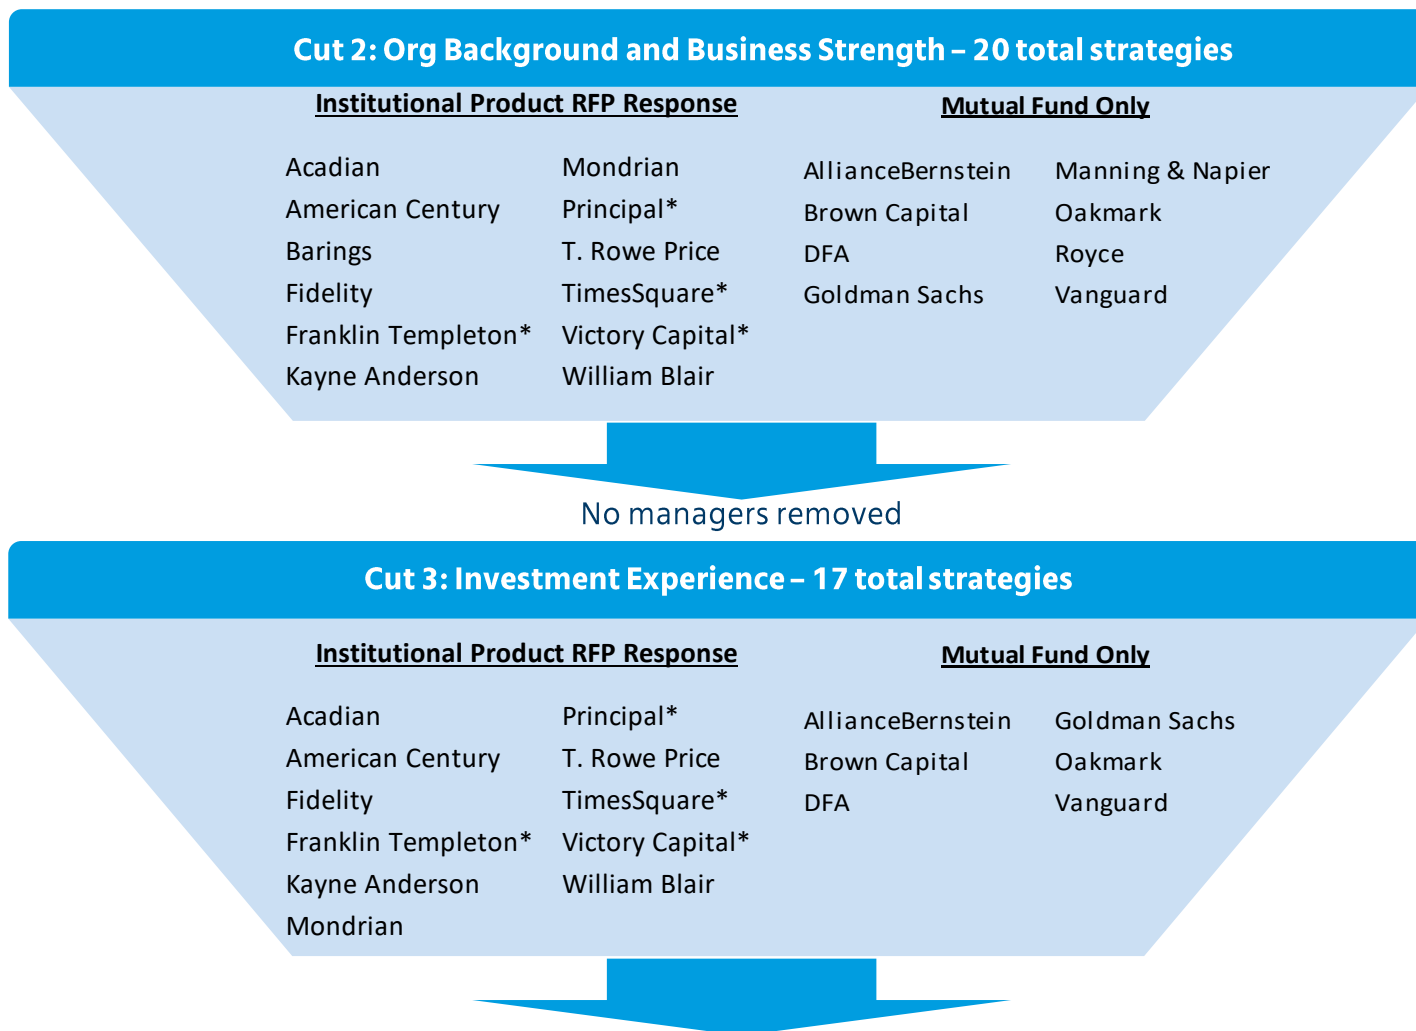 Cut 2: Org Background and Business Strength – 20 total strategies
Institutional Product RFP Response
Acadian
American Century
Barings
Fidelity
Franklin Templeton*
Kayne Anderson
Mondrian
Principal*
T. Rowe Price
TimesSquare*
Victory Capital*
William Blair
Mutual Fund Only
AllianceBernstein
Brown Capital
DFA
Goldman Sachs
Manning & Napier
Oakmark
Royce
Vanguard
No managers removed
Cut 3: Investment Experience – 17 total strategies
Institutional Product RFP Response
Acadian
American Century
Fidelity
Franklin Templeton*
Kayne Anderson
Mondrian
Principal*
T. Rowe Price
TimesSquare*
Victory Capital*
William Blair
Mutual Fund Only
AllianceBernstein
Brown Capital
DFA
Goldman Sachs
Oakmark
Vanguard